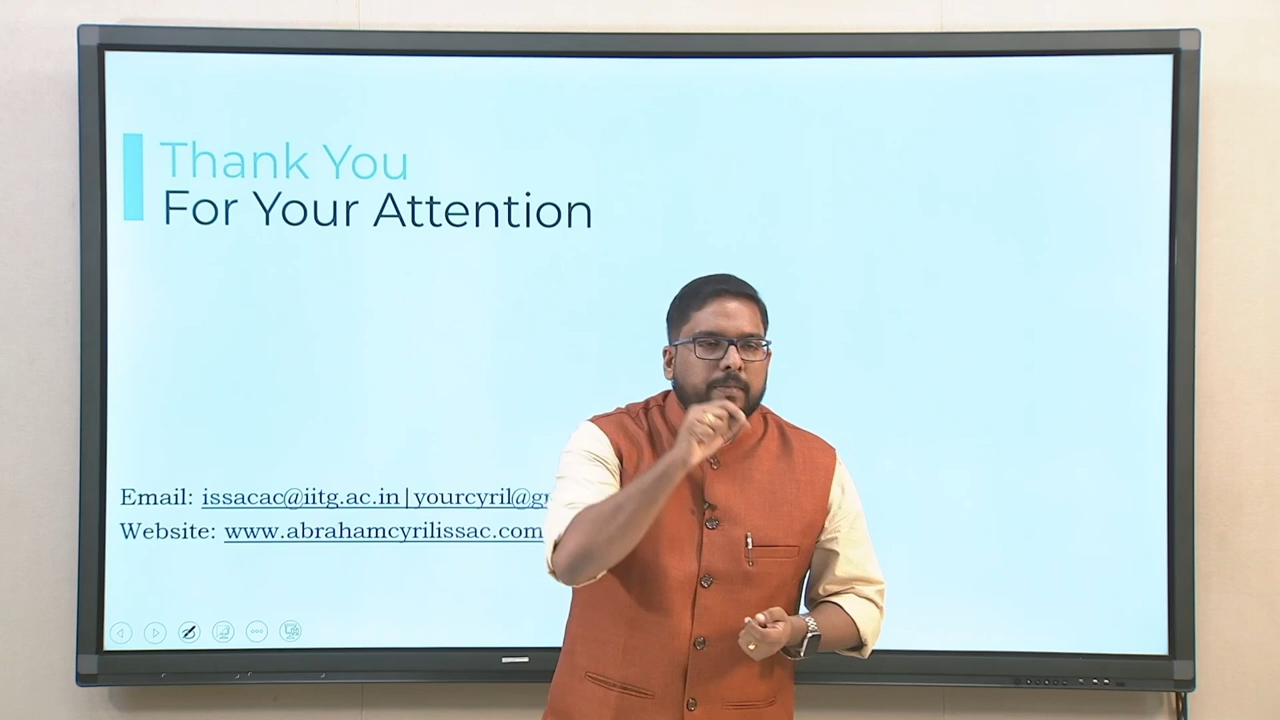 Thank You
For Your Attention
Email: issacac@iitg.ac.in|yourcyril@g
Website: www.abrahamcyrilissac.com